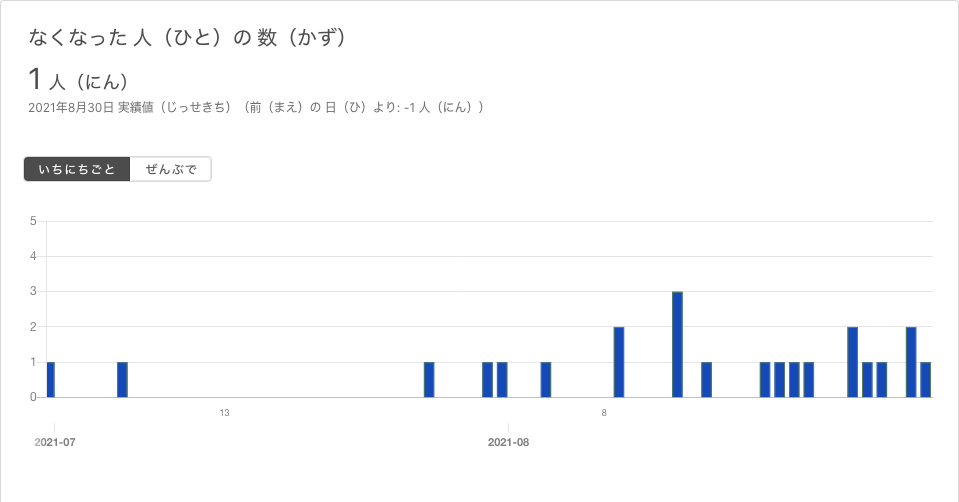 なくなった 人（ひと）の 数（かず）
1 人（にん）
2021年8月30日 実績値（じっせきち）（前（まえ）の 日（ひ）より: -1 人（にん））
いちにちごと ぜんぶで
5
4
3
2
1
0
13 8
2021-07 2021-08